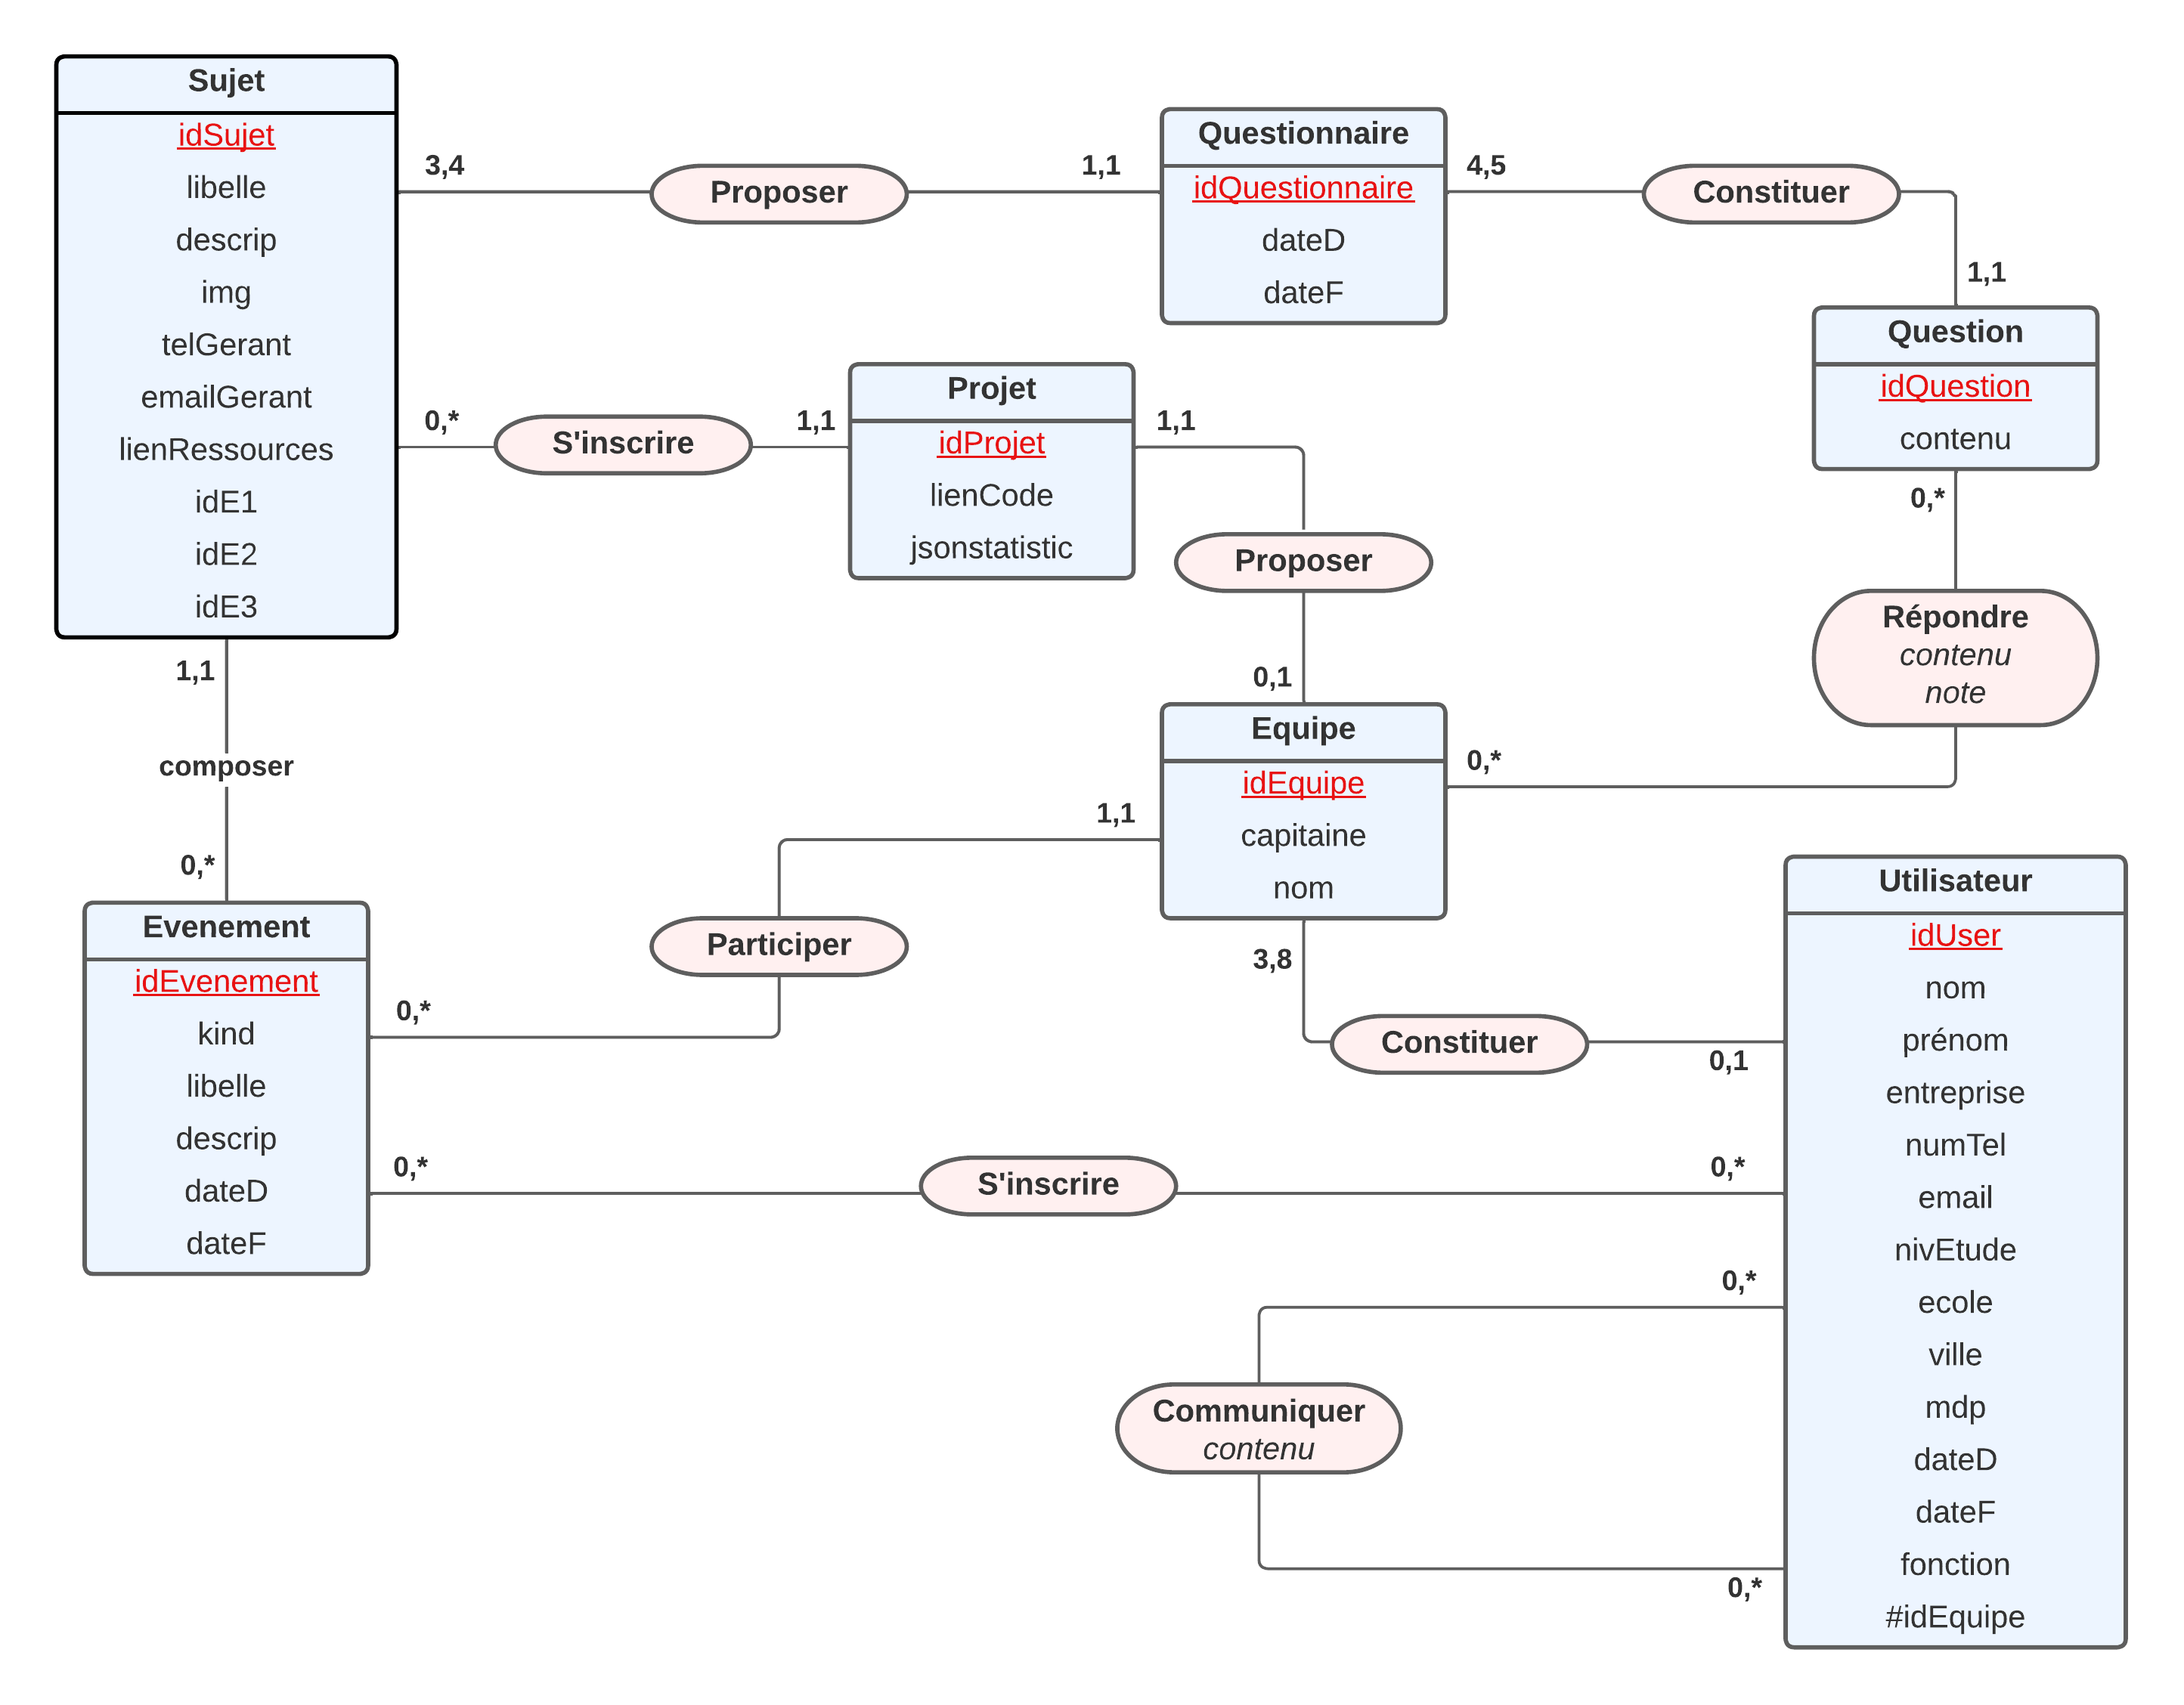 Sujet
idSujet
libelle
descrip
img
telGerant
emailGerant
lienRessources
idE1
idE2
idE3
3,4
Proposer
1,1
Questionnaire
idQuestionnaire
dateD
dateF
4,5
Constituer
1,1
Question
idQuestion
contenu
0,*
S'inscrire
1,1
Projet
idProjet
lienCode
jsonstatistic
1,1
Proposer
0,1
0,*
Répondre
contenu
note
0,*
Equipe
idEquipe
capitaine
nom
1,1
composer
0,*
Evenement
idEvenement
kind
libelle
descrip
dateD
dateF
1,1
Participer
0,*
3,8
Constituer
0,1
0,*
S'inscrire
0,*
Utilisateur
idUser
nom
prénom
entreprise
numTel
email
nivEtude
ecole
ville
mdp
dateD
dateF
fonction
#idEquipe
0,*
Communiquer
contenu
0,*